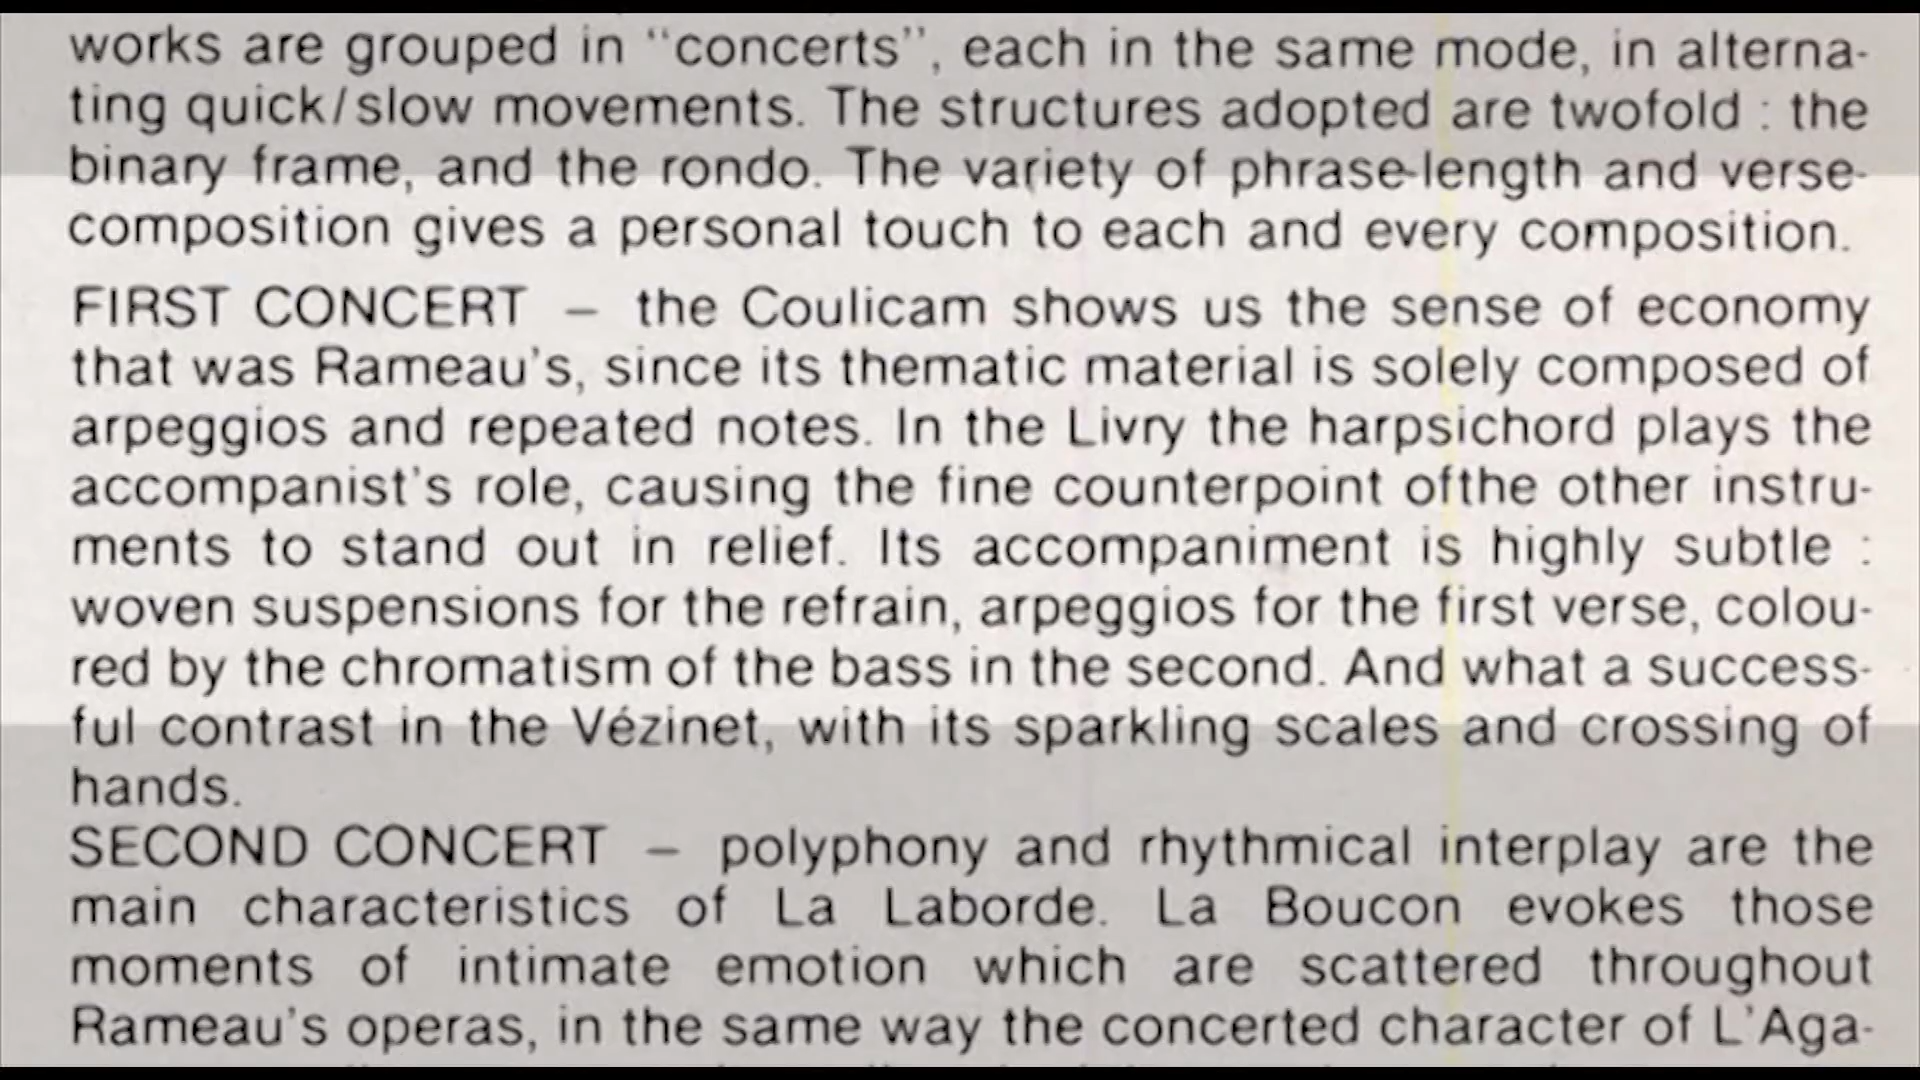 works are grouped in “concerts”, each in the same mode, in alterna-
ting quick/slow movements. The structures adopted are twofold : the
binary frame, and the rondo. The variety of phrase-length and verse-
composition gives a personal touch to each and every composition.
FIRST CONCERT – the Coulicam shows us the sense of economy
that was Rameau's, since its thematic material is solely composed of
arpeggios and repeated notes. In the Livry the harpsichord plays the
accompanist's role, causing the fine counterpoint ofthe other instru-
ments to stand out in relief. Its accompaniment is highly subtle :
woven suspensions for the refrain, arpeggios for the first verse, colou-
red by the chromatism of the bass in the second. And what a success-
ful contrast in the Vézinet, with its sparkling scales and crossing of
hands.
SECOND CONCERT – polyphony and rhythmical interplay are the
main characteristics of La Laborde. La Boucon evokes those
moments of intimate emotion which are scattered throughout
Rameau's operas, in the same way the concerted character of L'Aga-